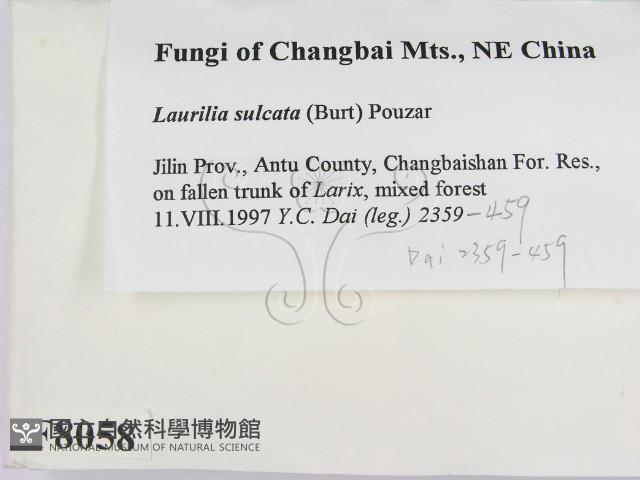 Fungi of Changbai Mts., NE China
Laurilia sulcata (Burt) Pouzar
Jilin Prov., Antu County, Changbaishan For. Res.,
on fallen trunk of Larix, mixed forest
11.VIII.1997 Y.C. Dai (leg.) 2359-459
Dai 2359-459
F8058
國立自然科學博物館
NATIONAL MUSEUM OF NATURAL SCIENCE